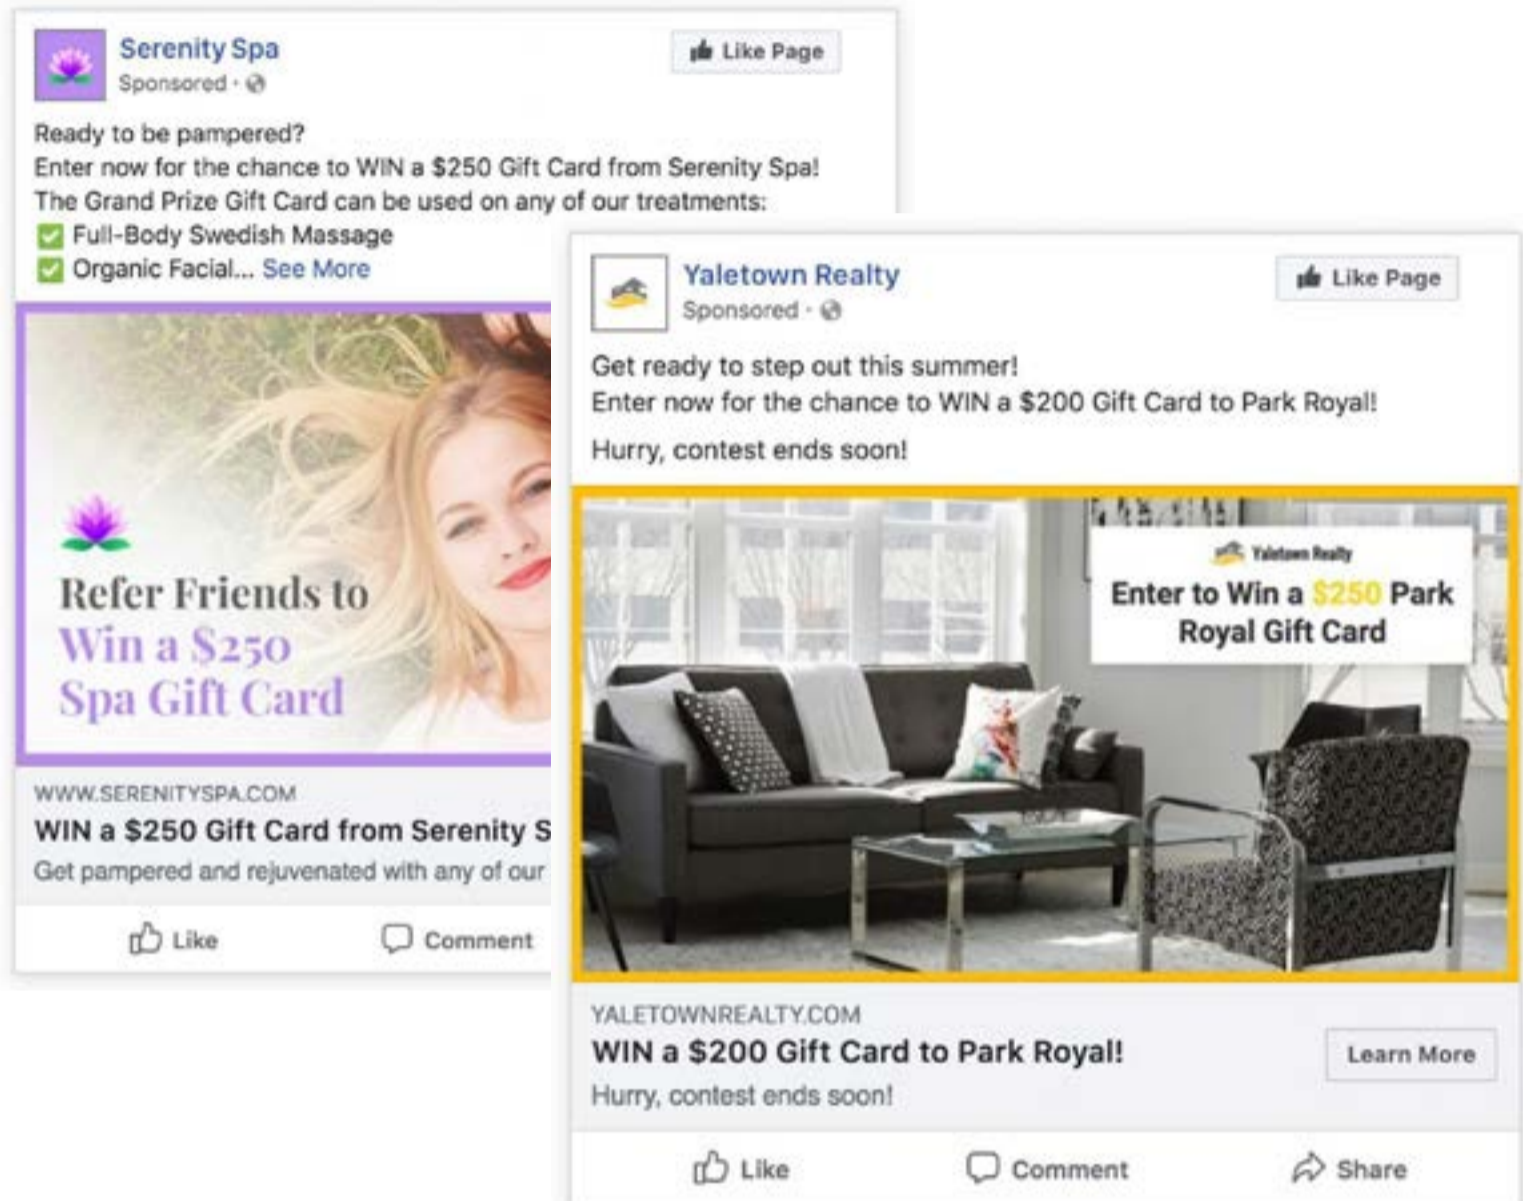 Serenity Spa
Like Page
Sponsored ·
Ready to be pampered?
Enter now for the chance to WIN a $250 Gift Card from Serenity Spa!
The Grand Prize Gift Card can be used on any of our treatments:
✅ Full-Body Swedish Massage
✅ Organic Facial... See More
Refer Friends to
Win a $250
Spa Gift Card
WWW.SERENITYSPA.COM
WIN a $250 Gift Card from Serenity S
Get pampered and rejuvenated with any of our
Like
Comment
Yaletown Realty
Like Page
Sponsored ·
Get ready to step out this summer!
Enter now for the chance to WIN a $200 Gift Card to Park Royal!
Hurry, contest ends soon!
Yaletown Realty
Enter to Win a $250 Park
Royal Gift Card
YALETOWNREALTY.COM
WIN a $200 Gift Card to Park Royal!
Learn More
Hurry, contest ends soon!
Like
Comment
Share